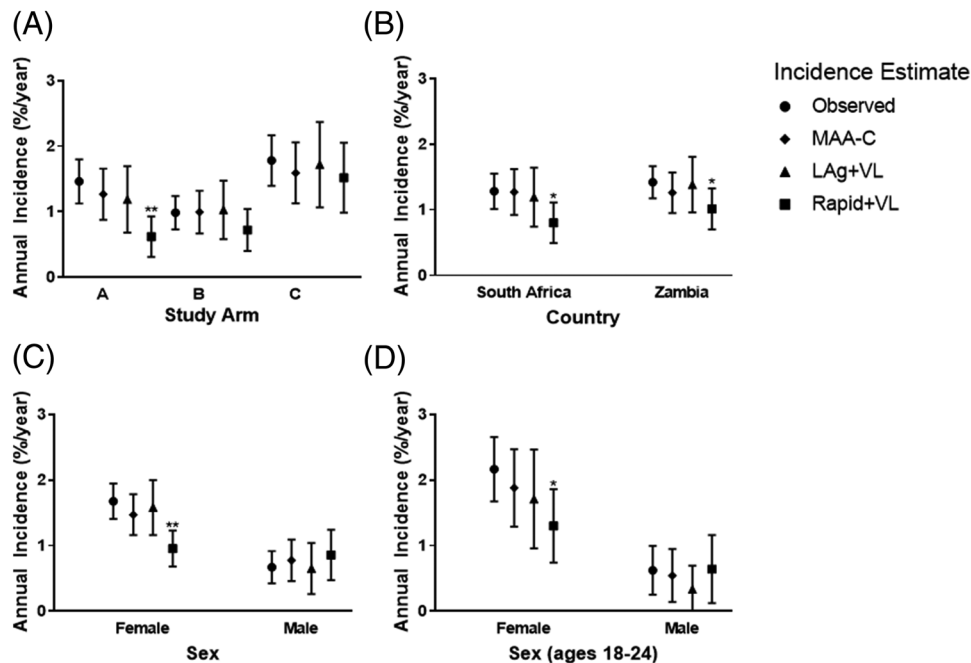 (A)
Annual Incidence (%/year)
3
2
1
0
**
A B C
Study Arm
(B)
Annual Incidence (%/year)
3
2
1
0
* *
South Africa Zambia
Country
Incidence Estimate
Observed
MAA-C
LAg+VL
Rapid+VL
(C)
Annual Incidence (%/year)
3
2
1
0
**
Female Male
Sex
(D)
Annual Incidence (%/year)
3
2
1
0
*
Female Male
Sex (ages 18-24)